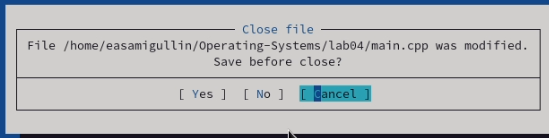 Close file
File /home/easamigullin/Operating-Systems/lab04/main.cpp was modified.
Save before close?
[ Yes ] [ No ] [ Cancel ]